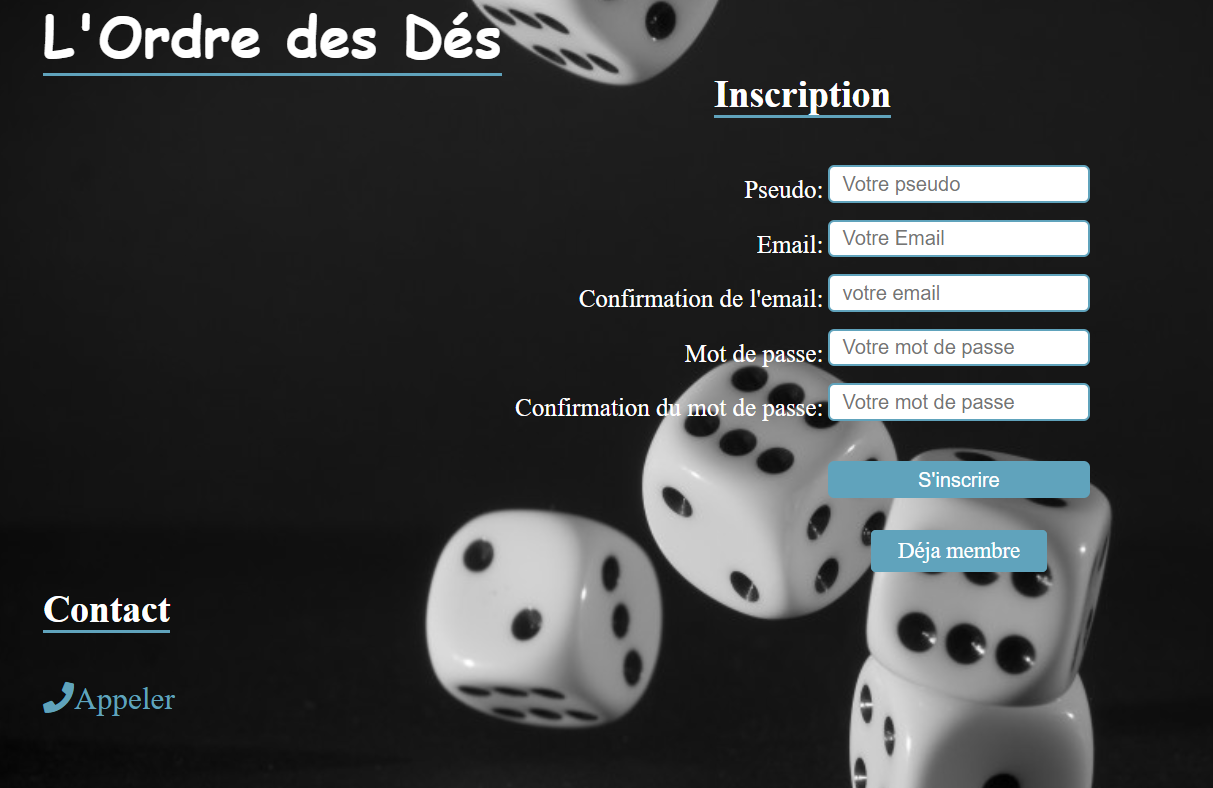 L'Ordre des Dés
Inscription
Pseudo: Votre pseudo
Email: Votre Email
Confirmation de l'email: votre email
Mot de passe: Votre mot de passe
Confirmation du mot de passe: Votre mot de passe
S'inscrire
Déja membre
Contact
Appeler